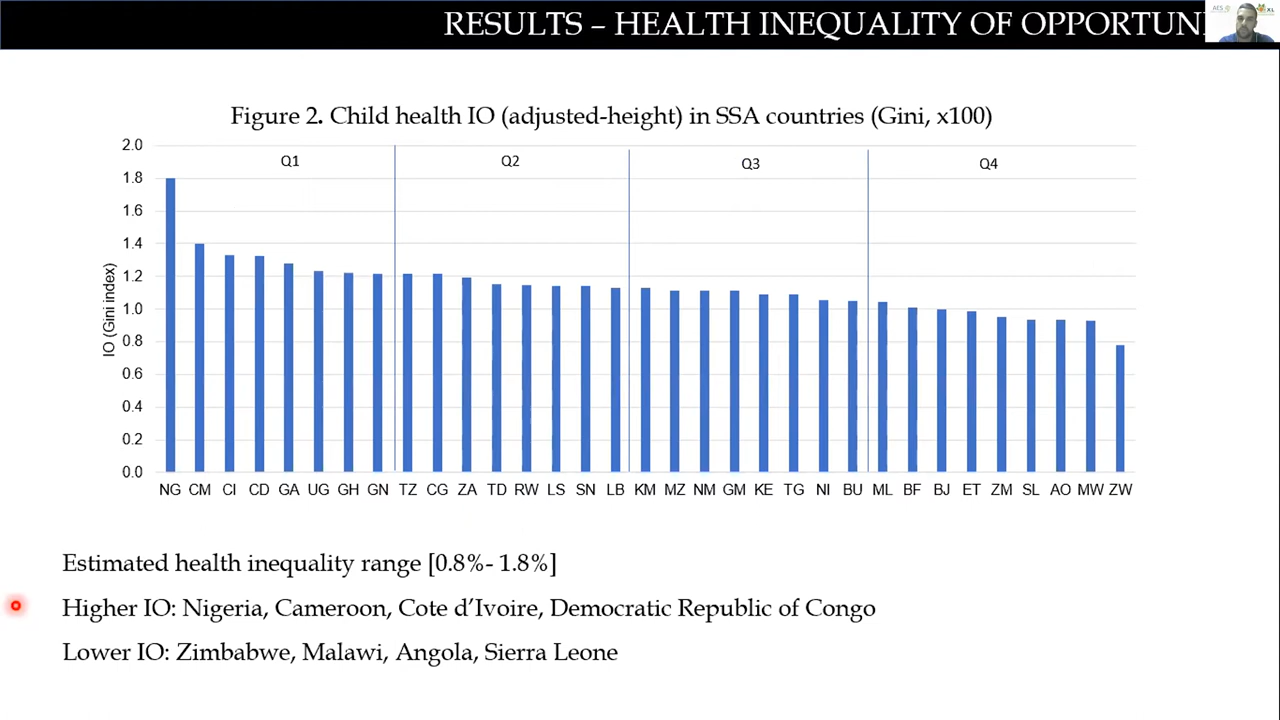 RESULTS – HEALTH INEQUALITY OF OPPORTUNI
AES
XL
Figure 2. Child health IO (adjusted-height) in SSA countries (Gini, x100)
2.0
Q1 Q2 Q3 Q4
1.8
1.6
1.4
1.2
1.0
0.8
0.6
0.4
0.2
0.0
IO (Gini index)
NG CM CI CD GA UG GH GN TZ CG ZA TD RW LS SN LB KM MZ NM GM KE TG NI BU ML BF BJ ET ZM SL AO MW ZW
Estimated health inequality range [0.8%- 1.8%]
Higher IO: Nigeria, Cameroon, Cote d’Ivoire, Democratic Republic of Congo
Lower IO: Zimbabwe, Malawi, Angola, Sierra Leone